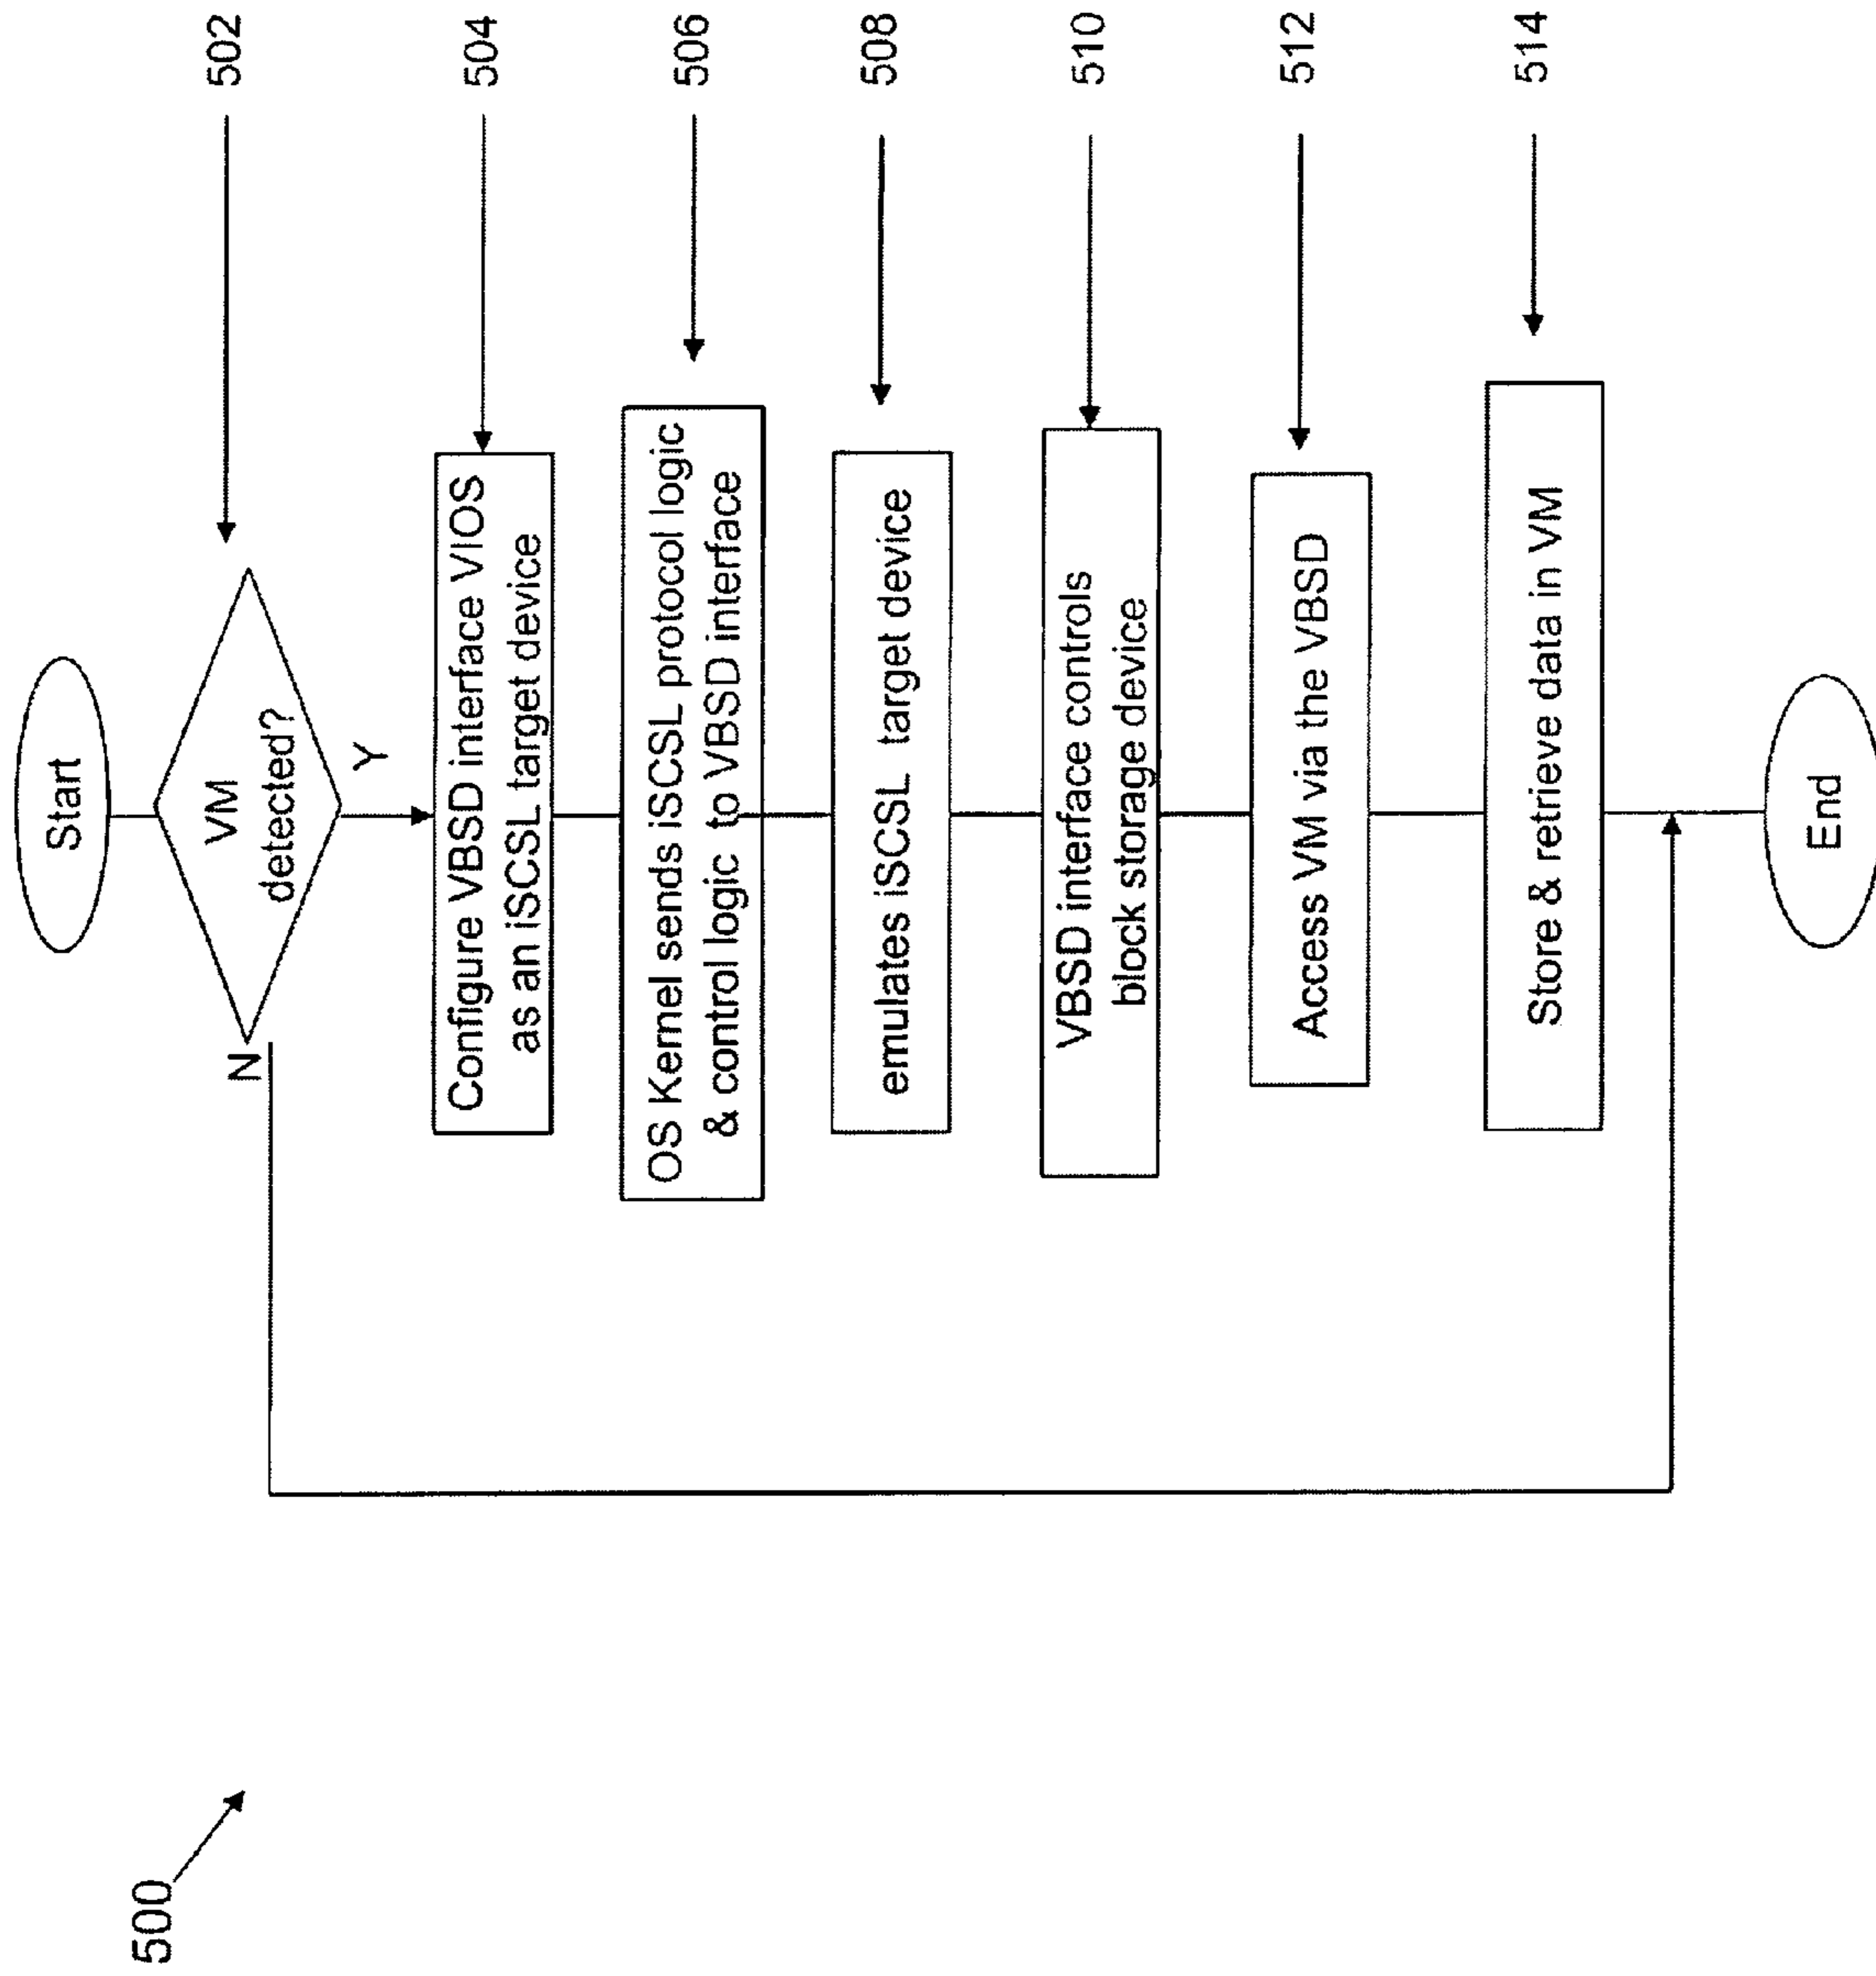 500
Start
502
VM
detected?
N
Y
504
Configure VBSD interface VIOS
as an iSCSL target device
506
OS Kernel sends iSCSL protocol logic
& control logic to VBSD interface
508
emulates iSCSL target device
510
VBSD interface controls
block storage device
512
Access VM via the VBSD
514
Store & retrieve data in VM
End